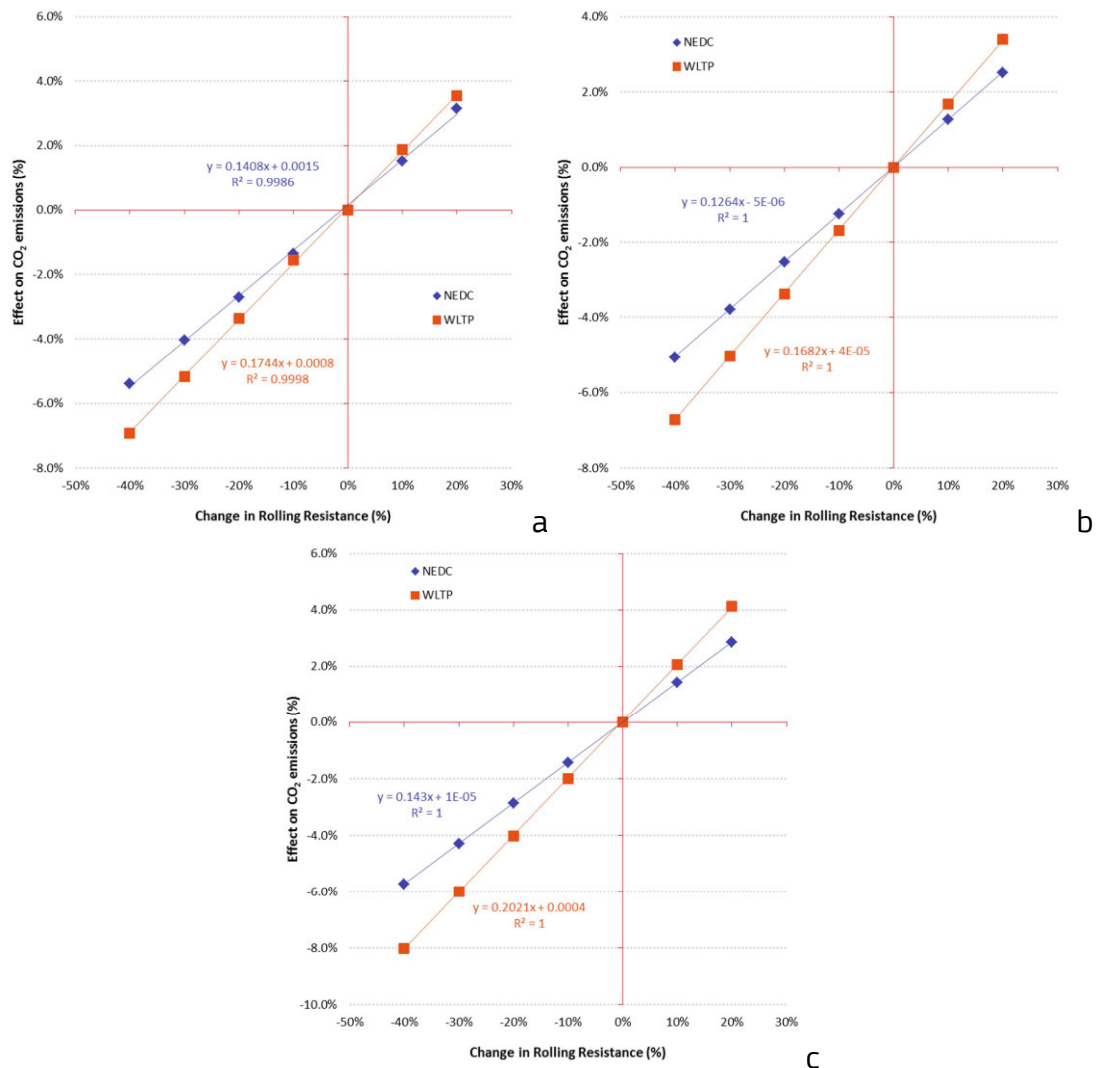 6.0%
4.0%
2.0%
0.0%
-2.0%
-4.0%
-6.0%
-8.0%
Effect on CO₂ emissions (%)
y = 0.1408x + 0.0015
R² = 0.9986
NEDC
WLTP
y = 0.1744x + 0.0008
R² = 0.9998
-50% -40% -30% -20% -10% 0% 10% 20% 30%
Change in Rolling Resistance (%)
a
4.0%
2.0%
0.0%
-2.0%
-4.0%
-6.0%
-8.0%
Effect on CO₂ emissions (%)
NEDC
WLTP
y = 0.1264x - 5E-06
R² = 1
y = 0.1682x + 4E-05
R² = 1
-50% -40% -30% -20% -10% 0% 10% 20% 30%
Change in Rolling Resistance (%)
b
6.0%
4.0%
2.0%
0.0%
-2.0%
-4.0%
-6.0%
-8.0%
-10.0%
Effect on CO₂ emissions (%)
NEDC
WLTP
y = 0.143x + 1E-05
R² = 1
y = 0.2021x + 0.0004
R² = 1
-50% -40% -30% -20% -10% 0% 10% 20% 30%
Change in Rolling Resistance (%)
c